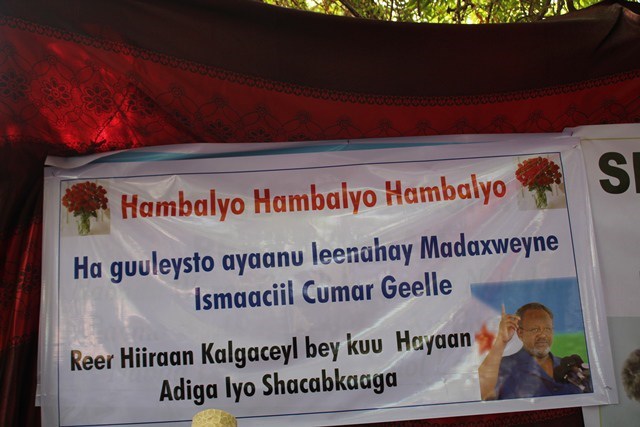 Hambalyo Hambalyo Hambalyo
Ha guuleysto ayaanu leenahay Madaxweyne
Ismaaciil Cumar Geelle
Reer Hiiraan Kalgaceyl bey kuu Hayaan
Adiga Iyo Shacabkaaga